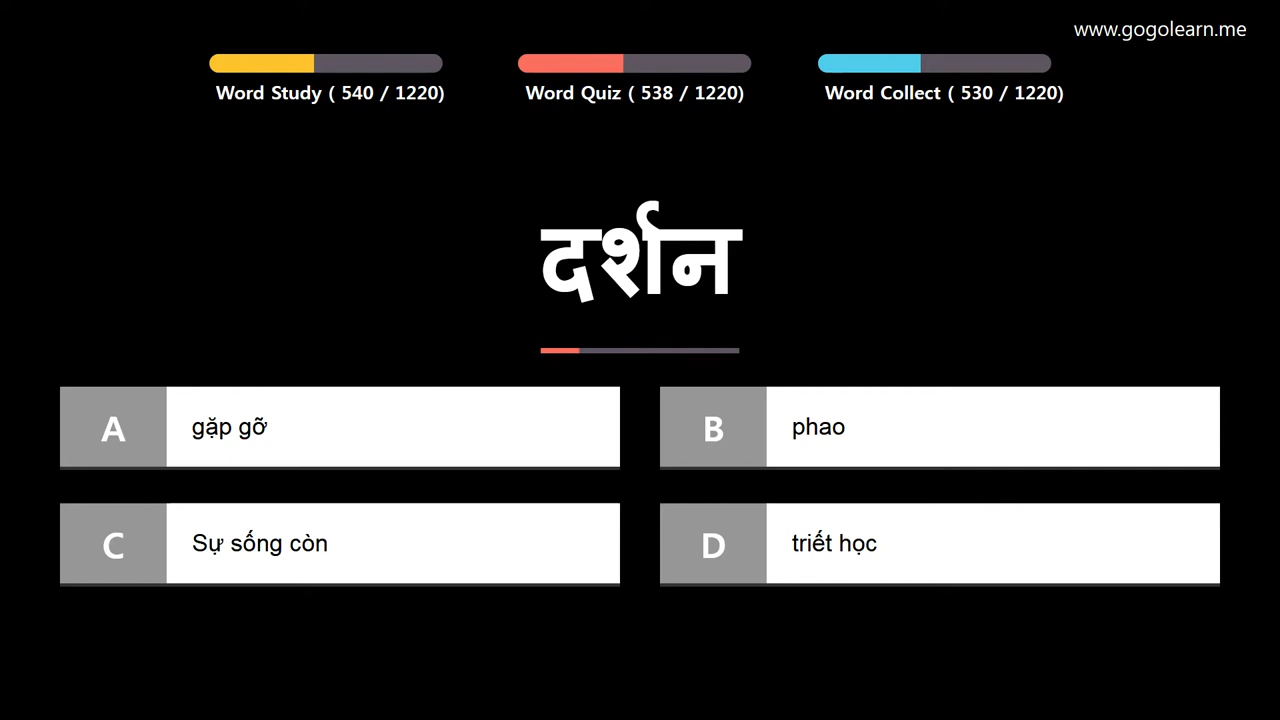 www.gogolearn.me
Word Study ( 540 / 1220)
Word Quiz ( 538 / 1220)
Word Collect ( 530 / 1220)
दर्शन
A
gặp gỡ
B
phao
C
Sự sống còn
D
triết học